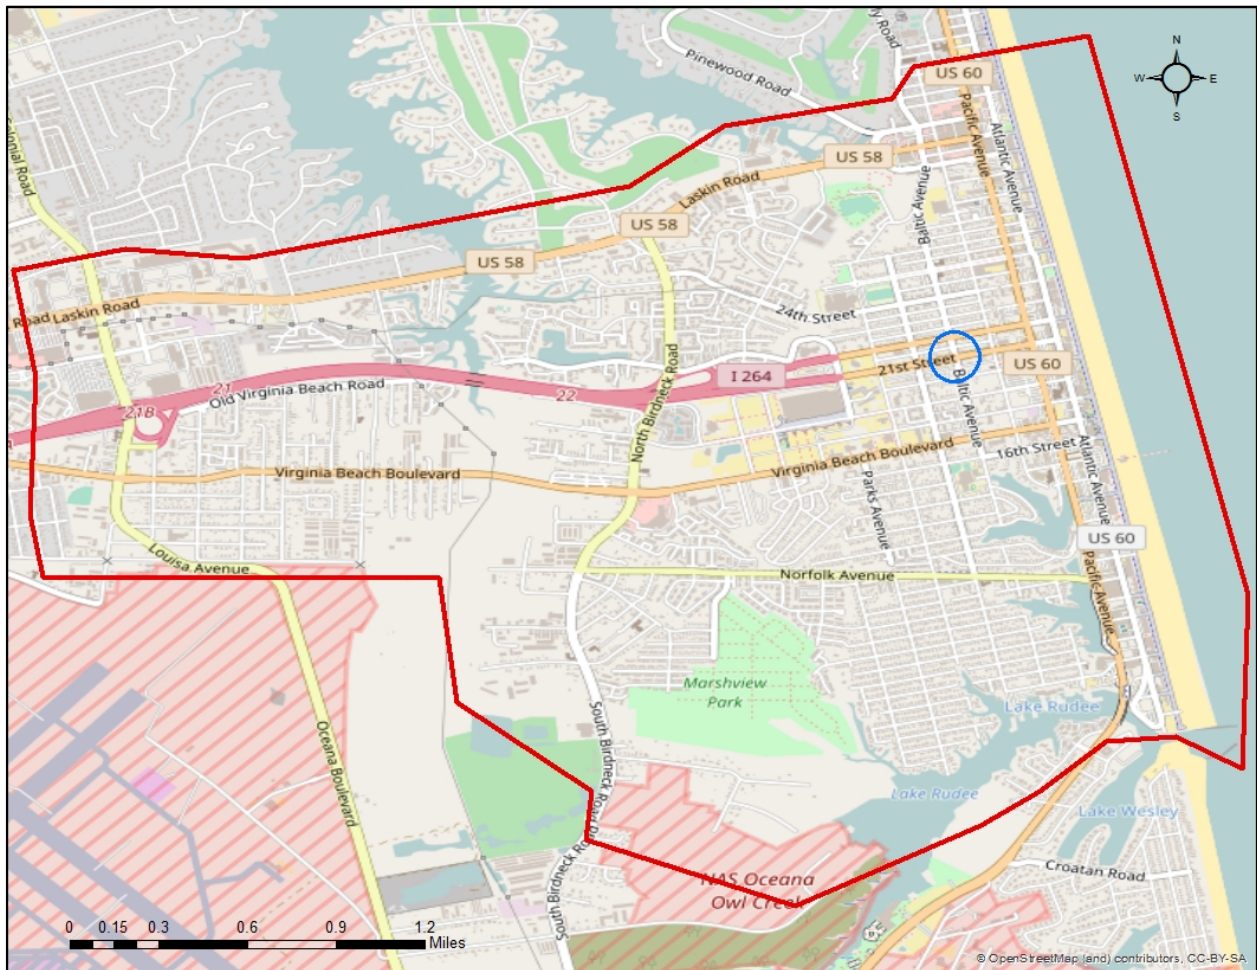 N
W
E
S
ny Road
Pinewood Road
US 60
Pacific Avenue
Atlantic Avenue
US 58
Colonial Road
Laskin Road
Baltic Avenue
US 58
US 58
24th Street
Road
Laskin Road
North Birdneck Road
21st Street
US 60
I 264
21
Old Virginia Beach Road
22
21B
Baltic Avenue
16th Street
Atlantic Avenue
Virginia Beach Boulevard
Virginia Beach Boulevard
Parks Avenue
US 60
Louisa Avenue
Norfolk Avenue
Pacific Avenue
Marshview
Park
Lake Rudee
South Birdneck Road
Oceana Boulevard
Lake Rudee
Lake Wesley
NAS Oceana
Owl Creek
Croatan Road
South Birdneck Road
0 0.15 0.3 0.6 0.9 1.2
Miles
© OpenStreetMap (and) contributors, CC-BY-SA